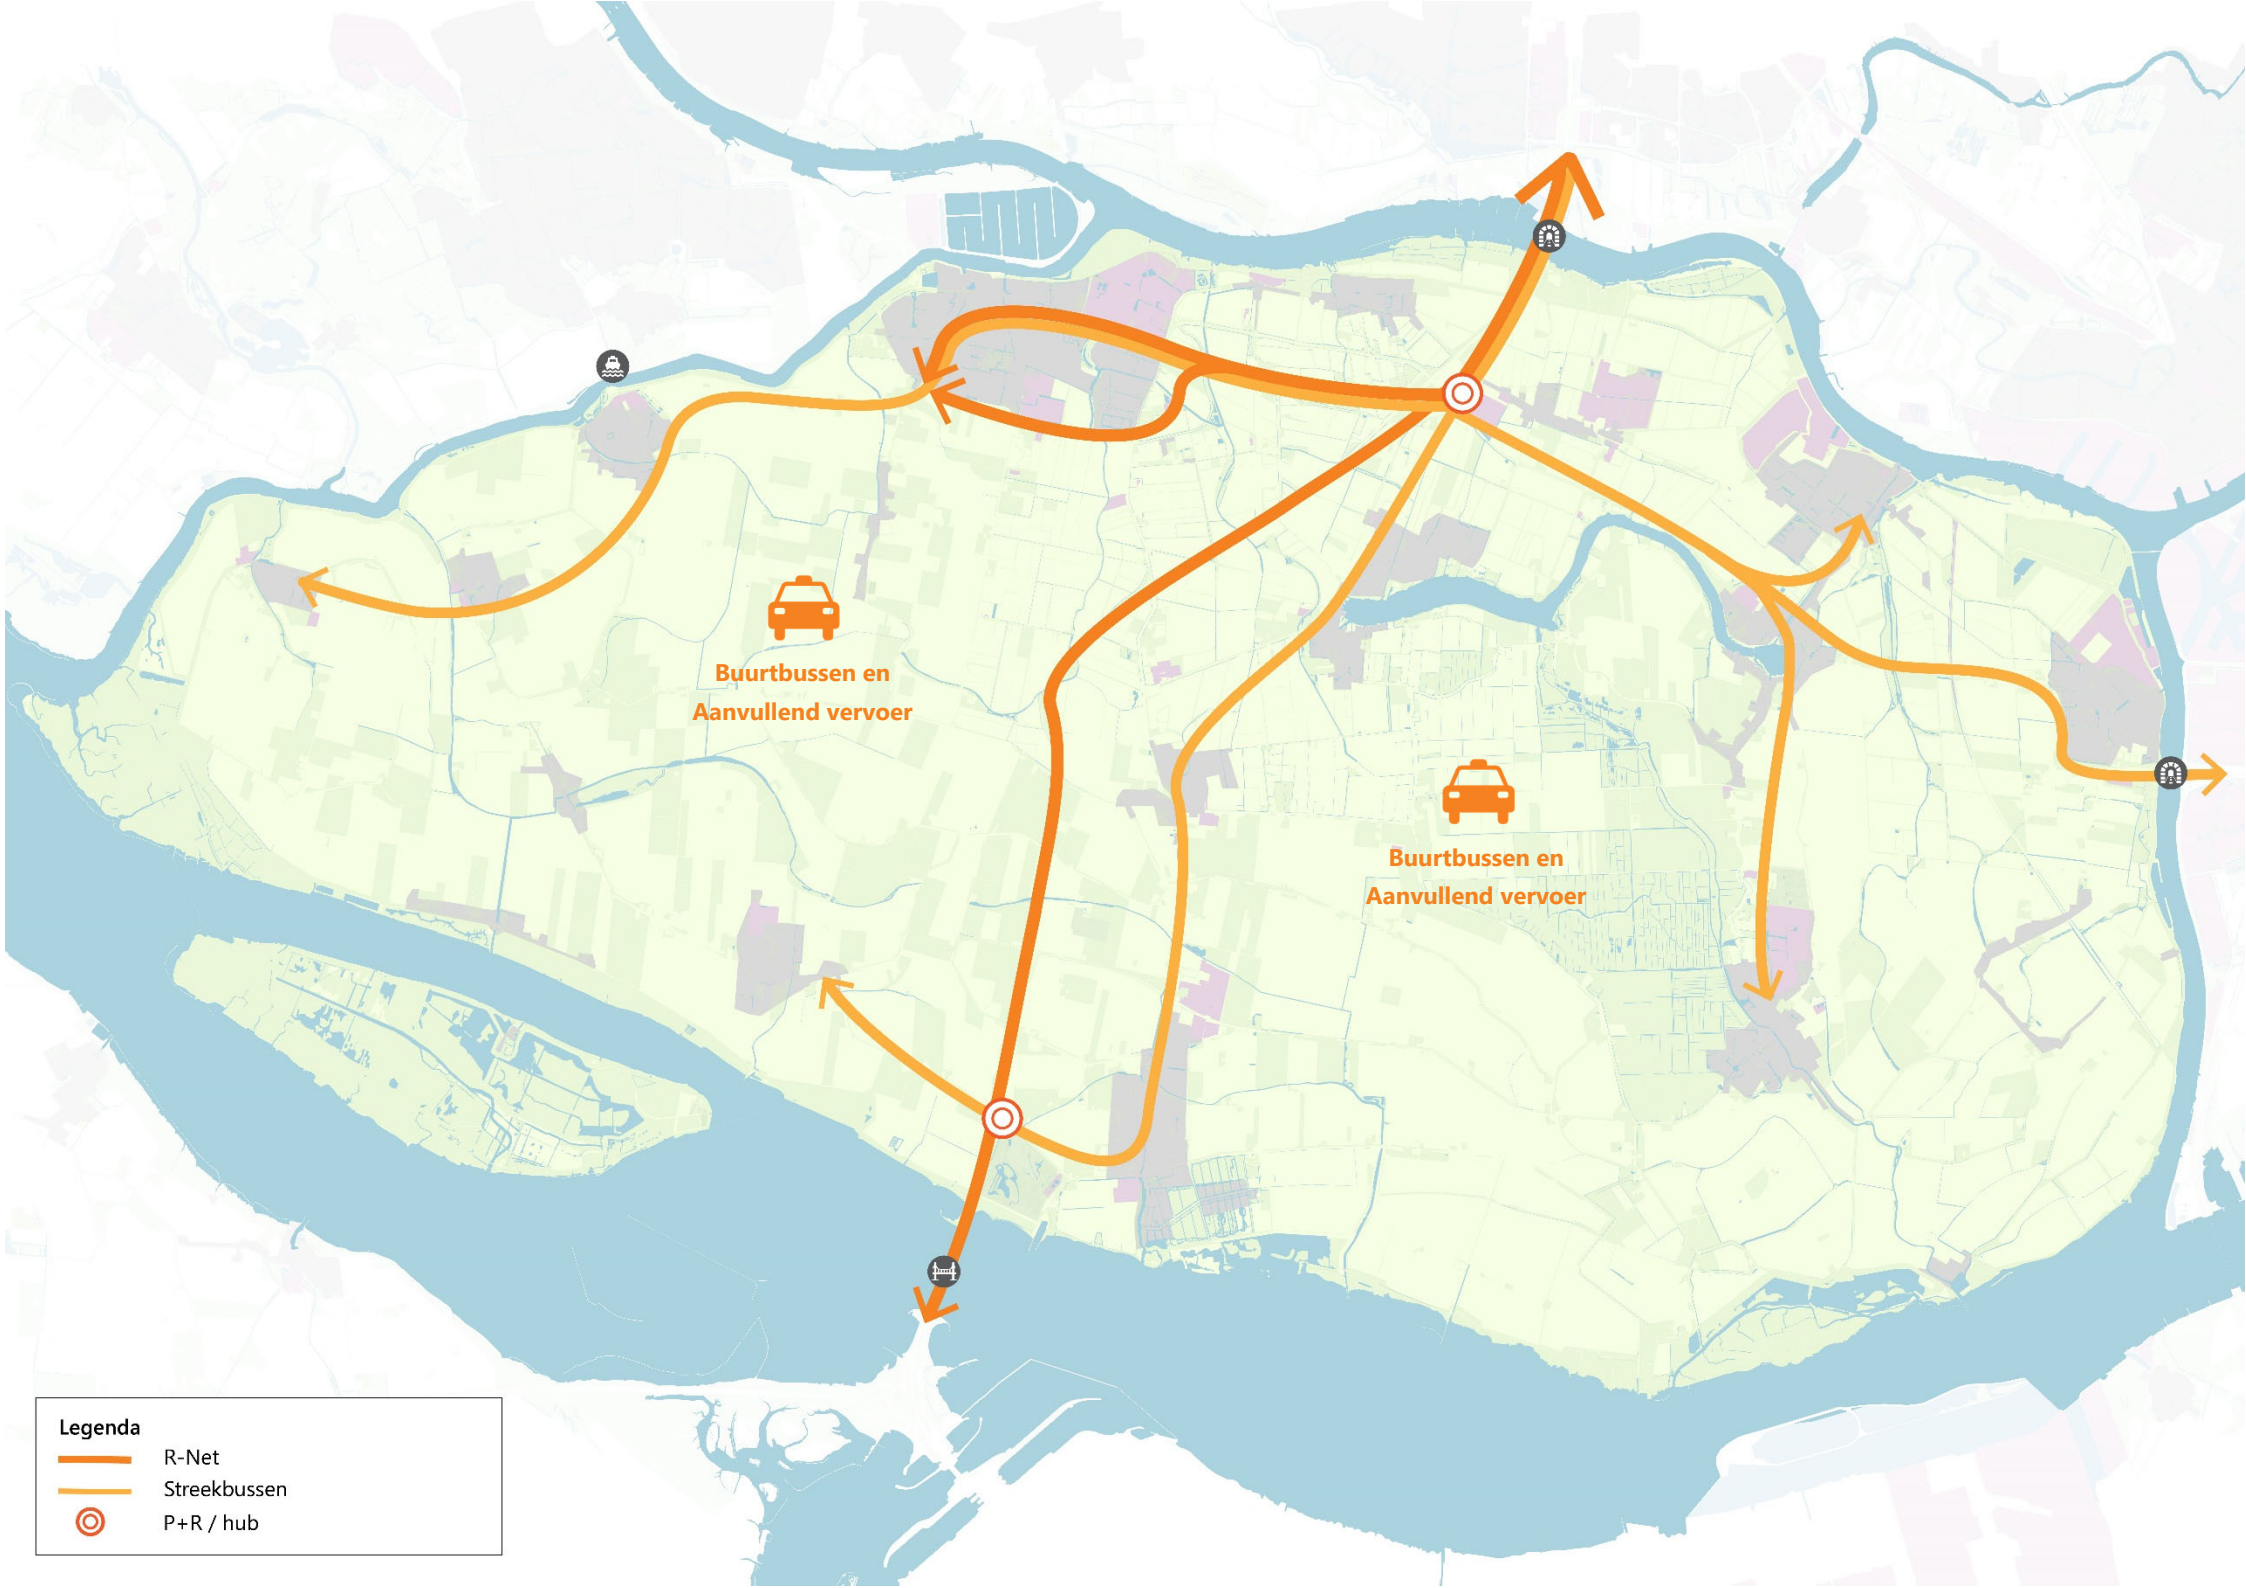 Buurtbussen en
Aanvullend vervoer
Buurtbussen en
Aanvullend vervoer
Legenda
R-Net
Streekbussen
P+R / hub